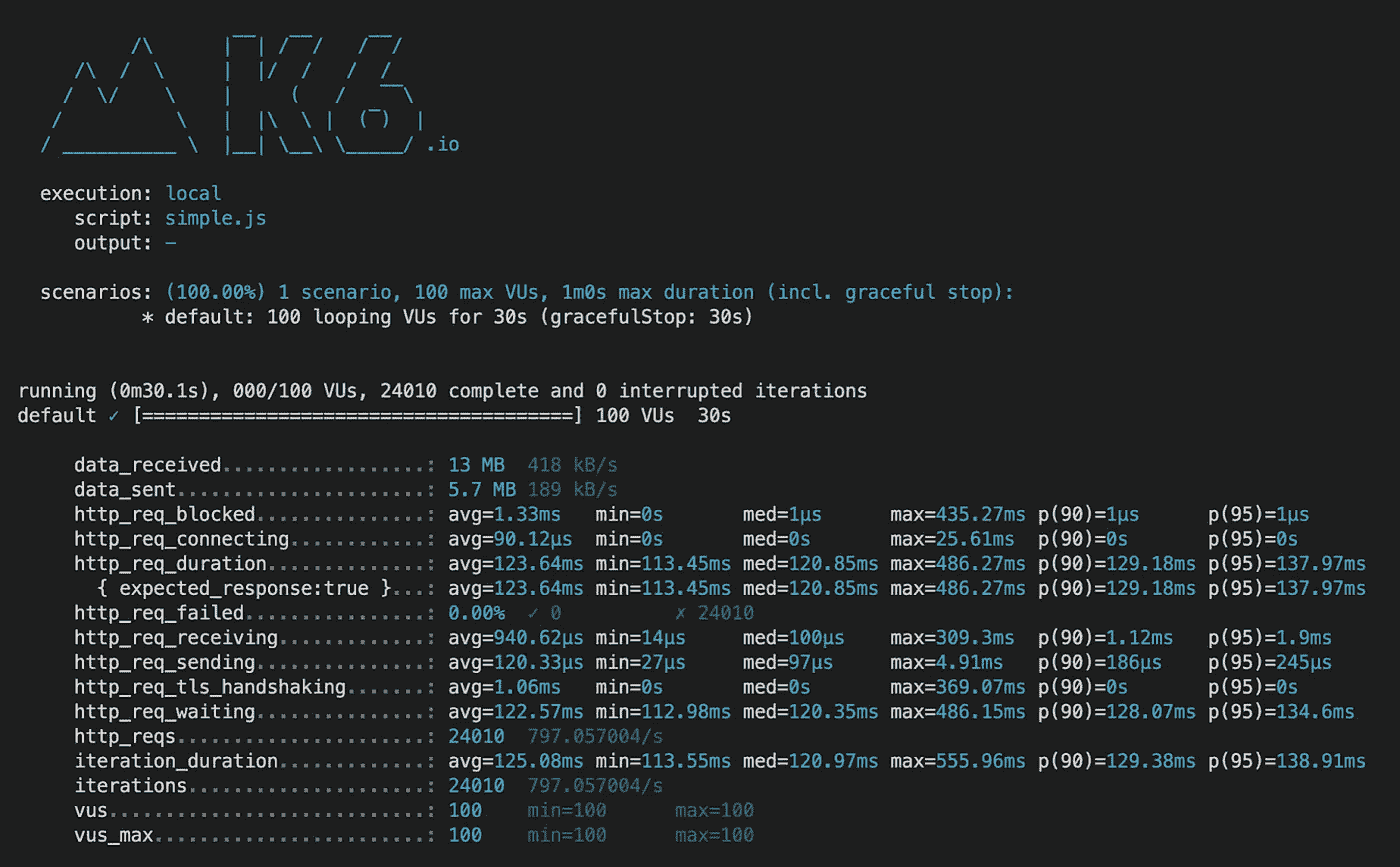 K6
.io
execution: local
script: simple.js
output: –
scenarios: (100.00%) 1 scenario, 100 max VUs, 1m0s max duration (incl. graceful stop):
* default: 100 looping VUs for 30s (gracefulStop: 30s)
running (0m30.1s), 000/100 VUs, 24010 complete and 0 interrupted iterations
default ✓ [======================================] 100 VUs  30s
data_received..................: 13 MB  418 kB/s
data_sent......................: 5.7 MB 189 kB/s
http_req_blocked...............: avg=1.33ms   min=0s       med=1µs      max=435.27ms p(90)=1µs      p(95)=1µs
http_req_connecting............: avg=90.12µs  min=0s       med=0s       max=25.61ms  p(90)=0s       p(95)=0s
http_req_duration..............: avg=123.64ms min=113.45ms med=120.85ms max=486.27ms p(90)=129.18ms p(95)=137.97ms
{ expected_response:true }...: avg=123.64ms min=113.45ms med=120.85ms max=486.27ms p(90)=129.18ms p(95)=137.97ms
http_req_failed................: 0.00%  ✓ 0          ✗ 24010
http_req_receiving.............: avg=940.62µs min=14µs     med=100µs    max=309.3ms  p(90)=1.12ms   p(95)=1.9ms
http_req_sending...............: avg=120.33µs min=27µs     med=97µs     max=4.91ms   p(90)=186µs    p(95)=245µs
http_req_tls_handshaking.......: avg=1.06ms   min=0s       med=0s       max=369.07ms p(90)=0s       p(95)=0s
http_req_waiting...............: avg=122.57ms min=112.98ms med=120.35ms max=486.15ms p(90)=128.07ms p(95)=134.6ms
http_reqs......................: 24010  797.057004/s
iteration_duration.............: avg=125.08ms min=113.55ms med=120.97ms max=555.96ms p(90)=129.38ms p(95)=138.91ms
iterations.....................: 24010  797.057004/s
vus............................: 100    min=100      max=100
vus_max........................: 100    min=100      max=100